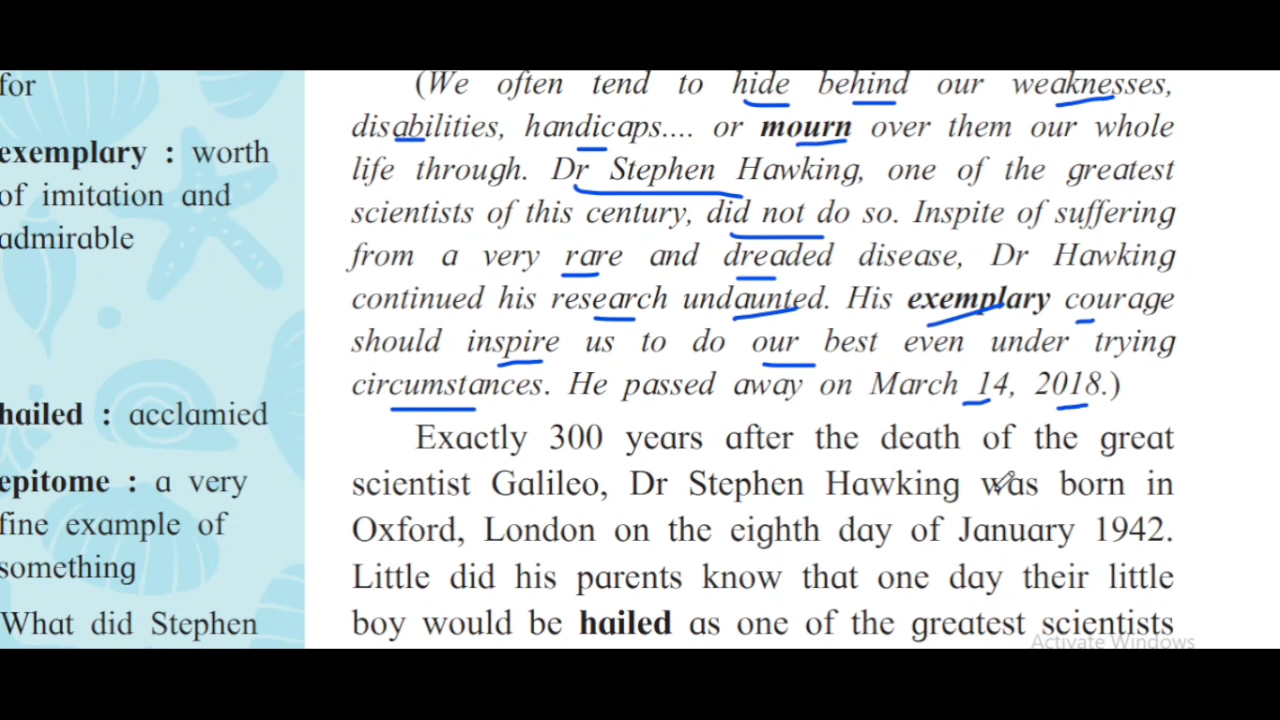 for
exemplary : worth
of imitation and
admirable
hailed : acclamied
epitome : a very
fine example of
something
What did Stephen
(We often tend to hide behind our weaknesses,
disabilities, handicaps.... or mourn over them our whole
life through. Dr Stephen Hawking, one of the greatest
scientists of this century, did not do so. Inspite of suffering
from a very rare and dreaded disease, Dr Hawking
continued his research undaunted. His exemplary courage
should inspire us to do our best even under trying
circumstances. He passed away on March 14, 2018.)
Exactly 300 years after the death of the great
scientist Galileo, Dr Stephen Hawking was born in
Oxford, London on the eighth day of January 1942.
Little did his parents know that one day their little
boy would be hailed as one of the greatest scientists
Activate Windows